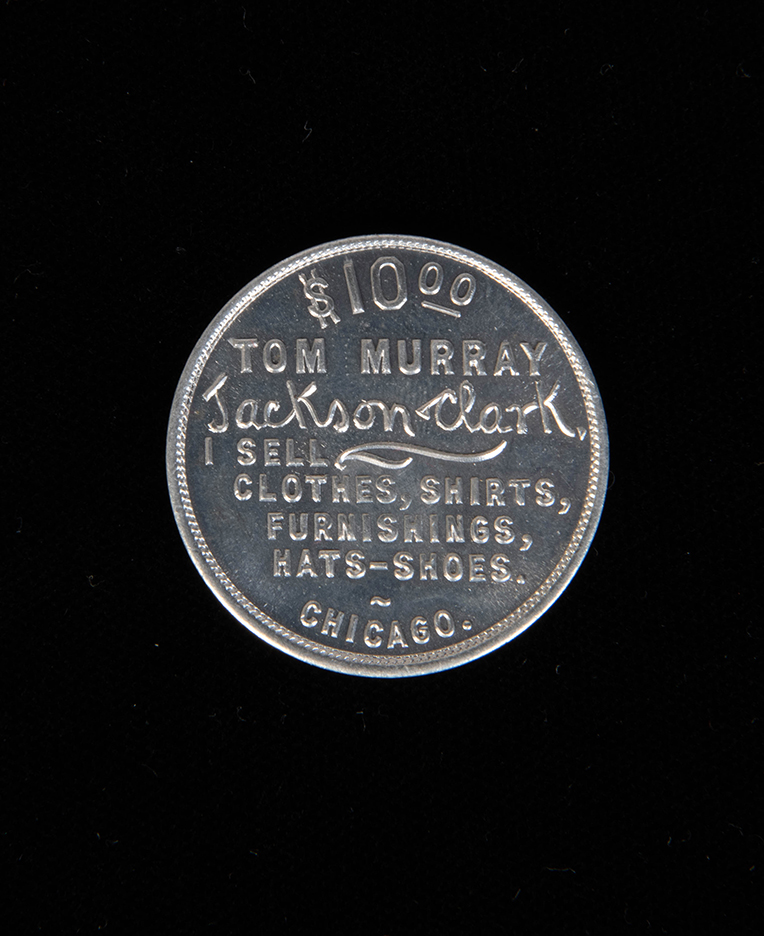 $10 00
TOM MURRAY
Jackson-Clark,
I SELL
CLOTHES, SHIRTS,
FURNISHINGS,
HATS-SHOES.
~
CHICAGO.